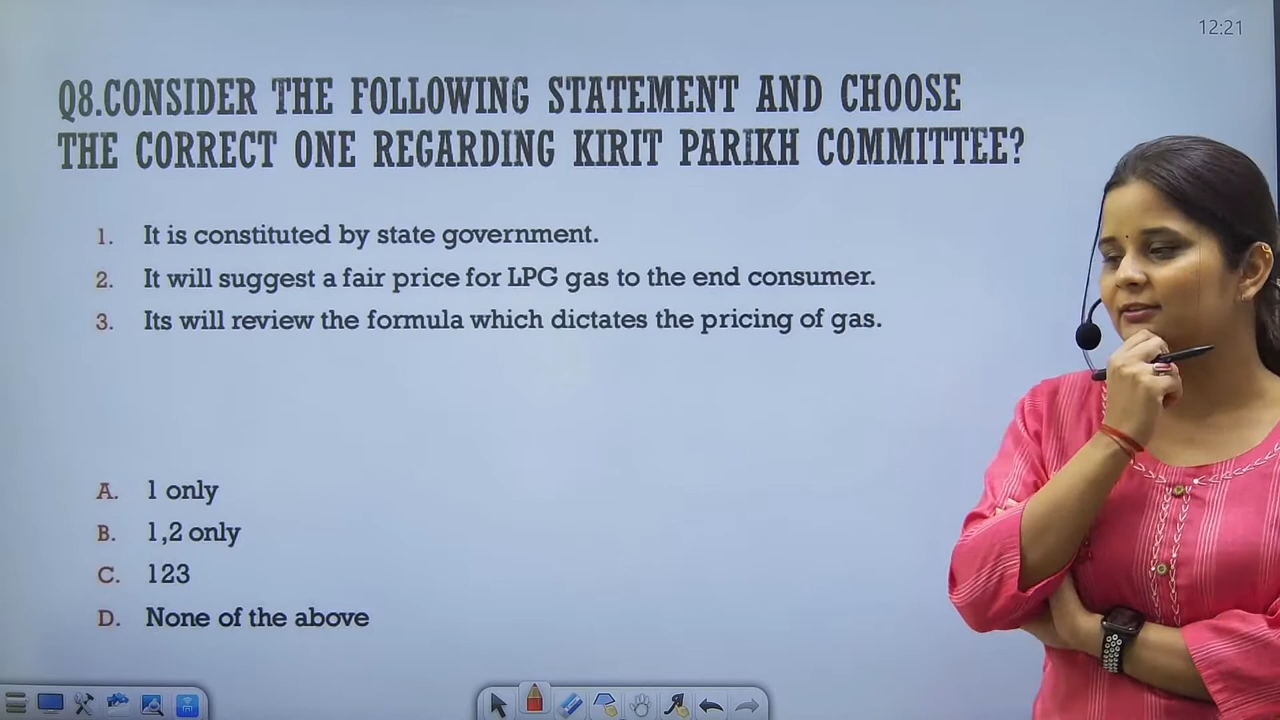 12:21
Q8.CONSIDER THE FOLLOWING STATEMENT AND CHOOSE
THE CORRECT ONE REGARDING KIRIT PARIKH COMMITTEE?
1. It is constituted by state government.
2. It will suggest a fair price for LPG gas to the end consumer.
3. Its will review the formula which dictates the pricing of gas.
A. 1 only
B. 1,2 only
C. 123
D. None of the above